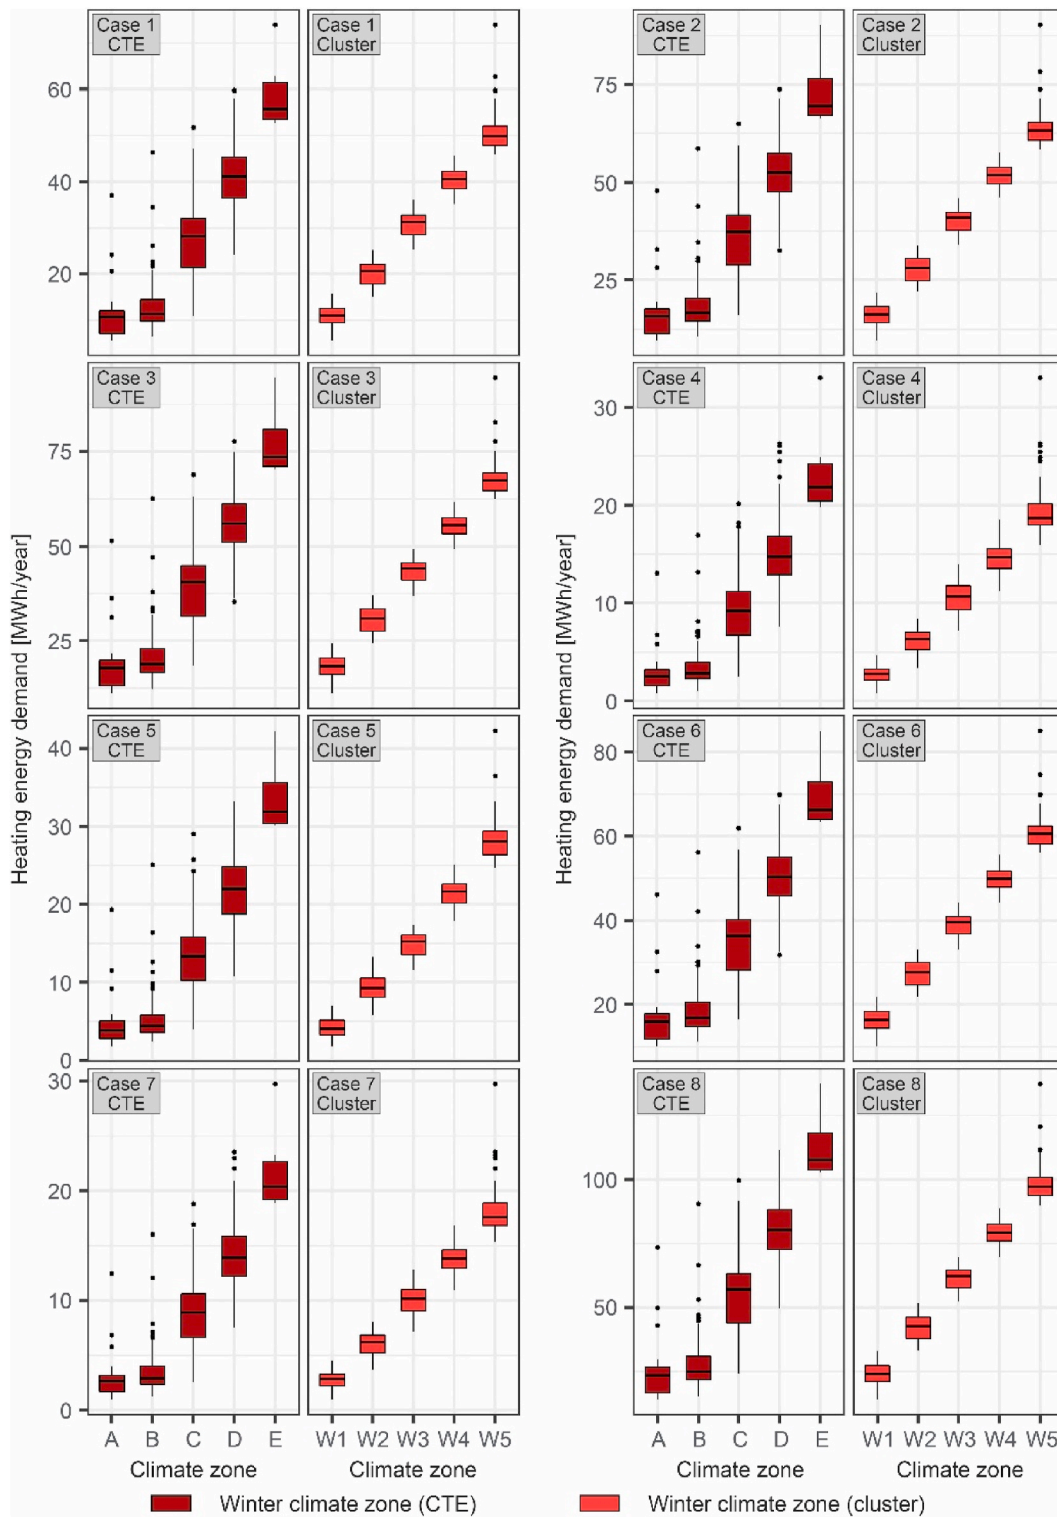 Case 1
CTE
Case 1
Cluster
Case 2
CTE
Case 2
Cluster
60
40
20
75
50
25
Case 3
CTE
Case 3
Cluster
Case 4
CTE
Case 4
Cluster
75
50
25
30
20
10
0
Heating energy demand [MWh/year]
Heating energy demand [MWh/year]
Case 5
CTE
Case 5
Cluster
Case 6
CTE
Case 6
Cluster
40
30
20
10
0
80
60
40
20
Case 7
CTE
Case 7
Cluster
Case 8
CTE
Case 8
Cluster
30
20
10
0
100
50
A B C D E W1 W2 W3 W4 W5 A B C D E W1 W2 W3 W4 W5
Climate zone Climate zone Climate zone Climate zone
Winter climate zone (CTE) Winter climate zone (cluster)